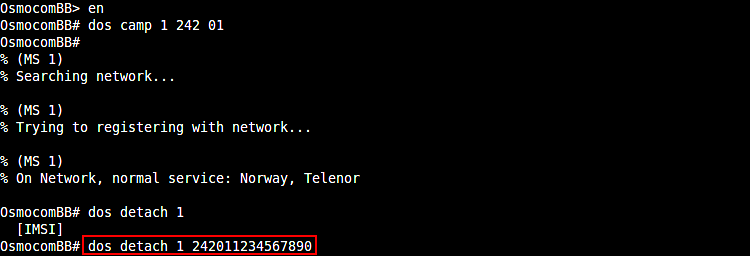 OsmocomBB> en
OsmocomBB# dos camp 1 242 01
OsmocomBB#
% (MS 1)
% Searching network...
% (MS 1)
% Trying to registering with network...
% (MS 1)
% On Network, normal service: Norway, Telenor
OsmocomBB# dos detach 1
[IMSI]
OsmocomBB# dos detach 1 242011234567890